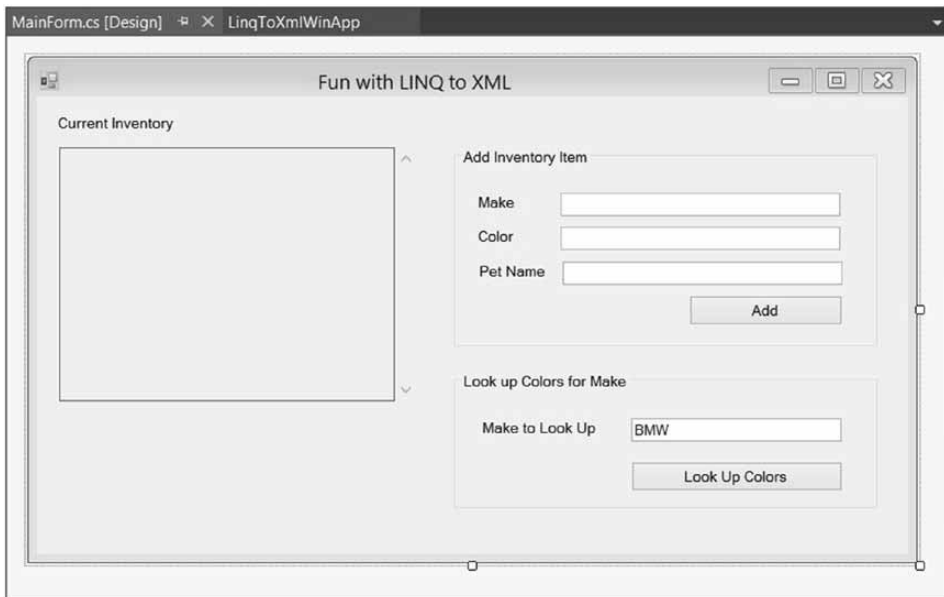 MainForm.cs [Design] LinqToXmlWinApp
Fun with LINQ to XML
Current Inventory
Add Inventory Item
Make
Color
Pet Name
Add
Look up Colors for Make
Make to Look Up BMW
Look Up Colors